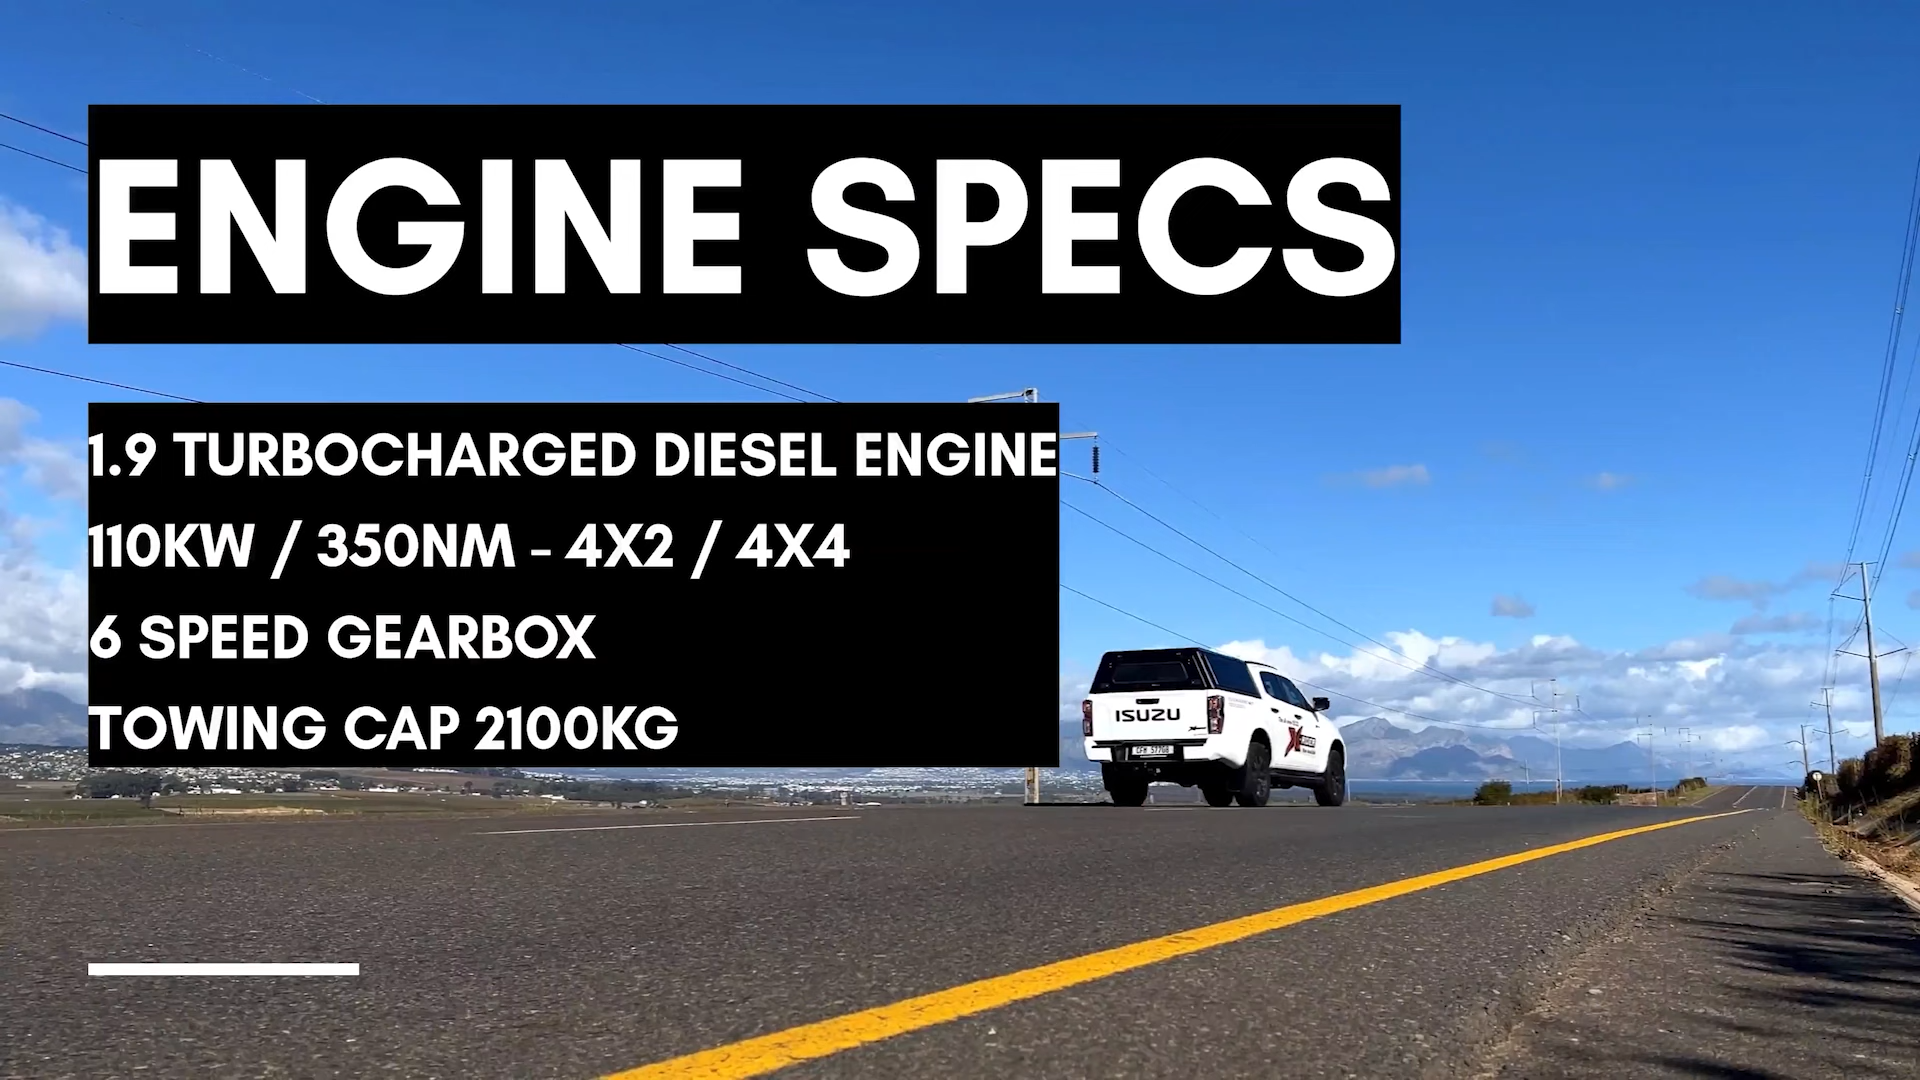 ENGINE SPECS
1.9 TURBOCHARGED DIESEL ENGINE
110KW / 350NM - 4X2 / 4X4
6 SPEED GEARBOX
TOWING CAP 2100KG
ISUZU